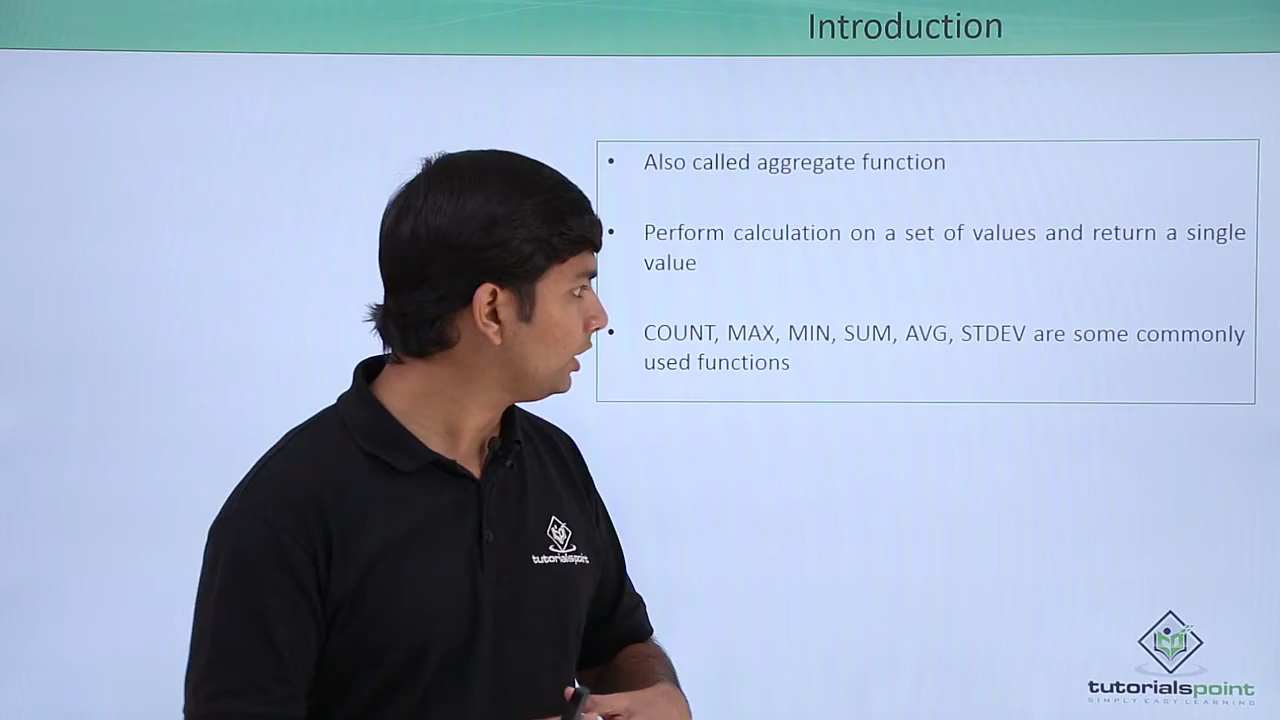 Introduction
• Also called aggregate function
• Perform calculation on a set of values and return a single
value
• COUNT, MAX, MIN, SUM, AVG, STDEV are some commonly
used functions
tutorialspoint
tutorialspoint
SIMPLY EASY LEARNING